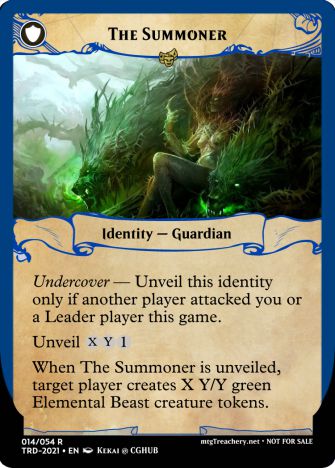 The Summoner
Identity — Guardian
Undercover — Unveil this identity
only if another player attacked you or
a Leader player this game.
Unveil X Y 1
When The Summoner is unveiled,
target player creates X Y/Y green
Elemental Beast creature tokens.
014/054 R
mtgTreachery.net • NOT FOR SALE
TRD-2021 • EN Kekai @ CGHUB